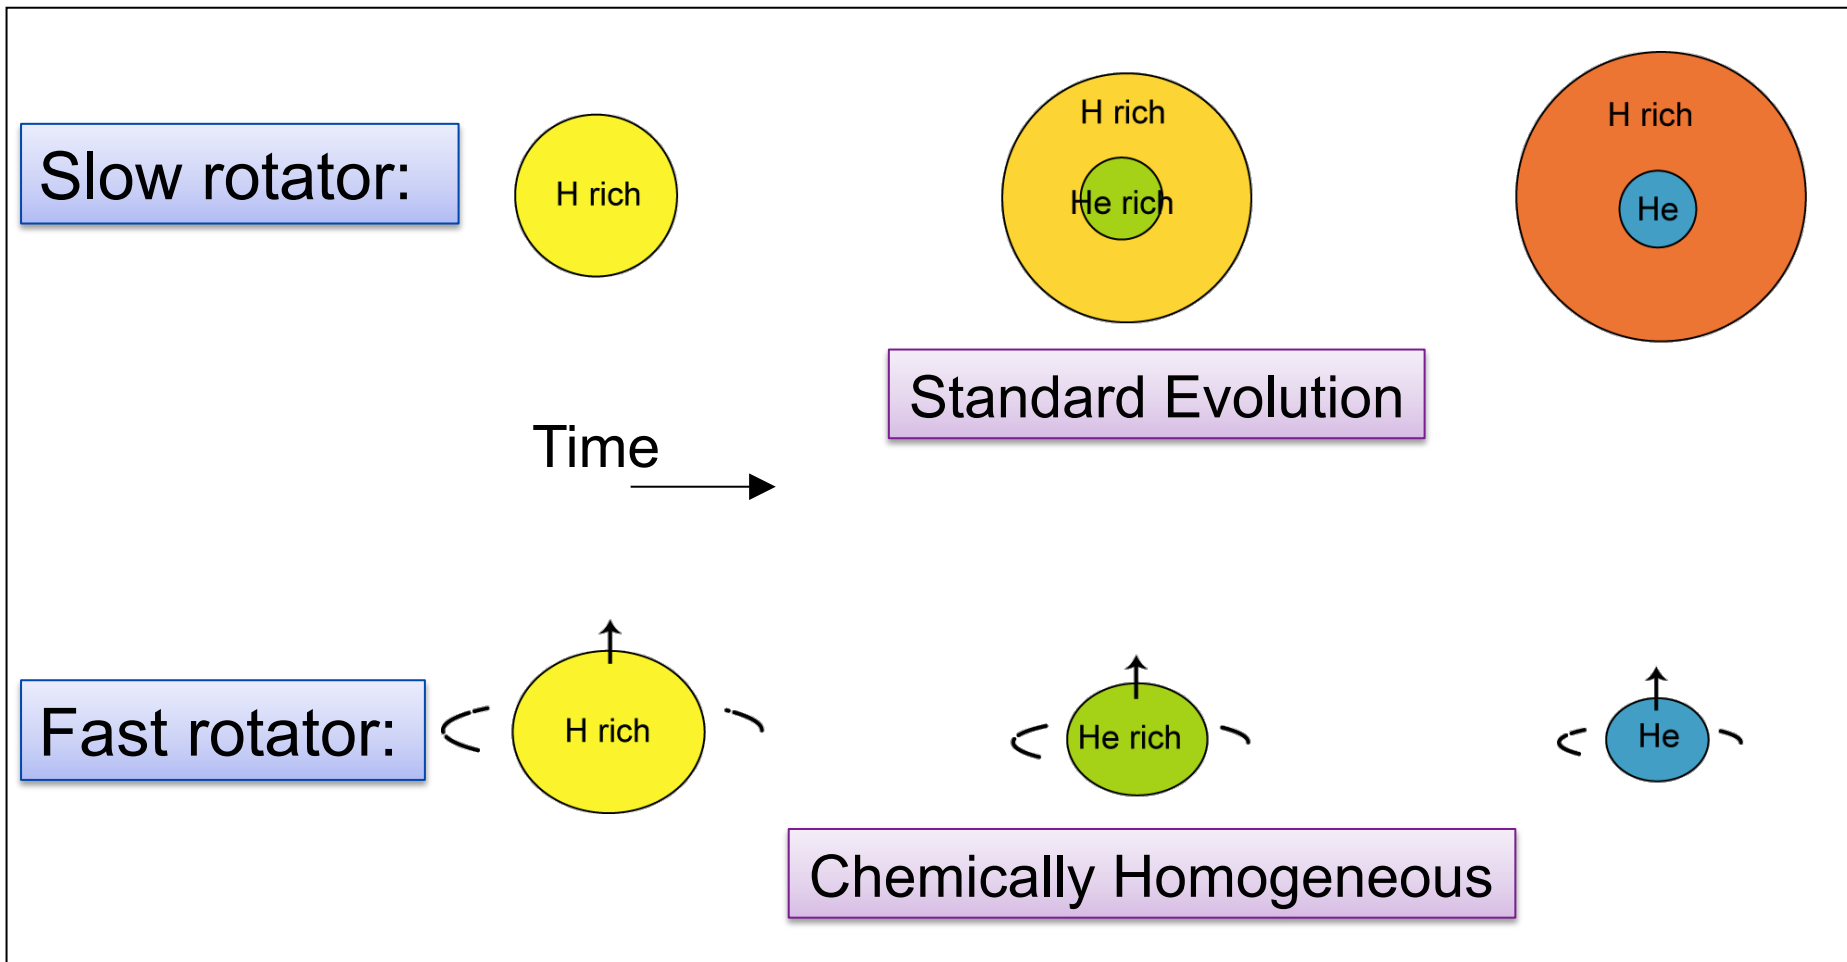 Slow rotator:
H rich
H rich
He rich
H rich
He
Standard Evolution
Time
Fast rotator:
H rich
He rich
He
Chemically Homogeneous